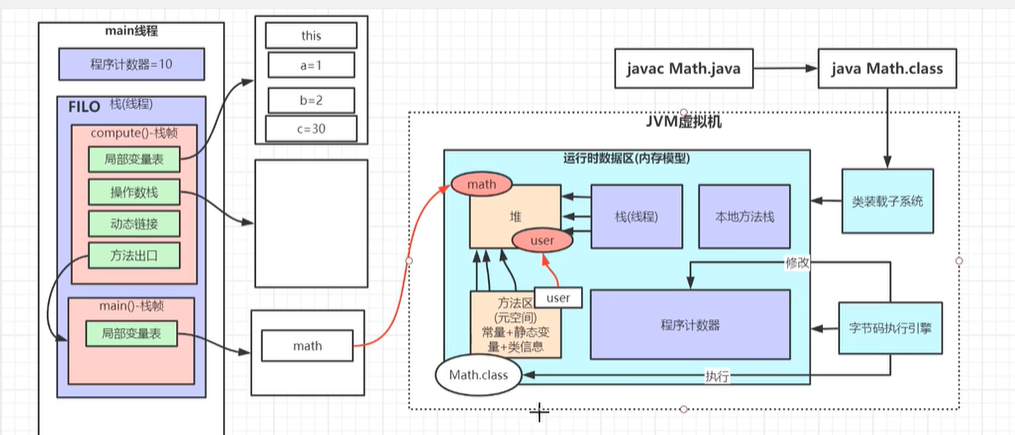 main线程
程序计数器=10
FILO 栈(线程)
compute()-栈帧
局部变量表
操作数栈
动态链接
方法出口
main()-栈帧
局部变量表
this
a=1
b=2
c=30
math
javac Math.java
java Math.class
JVM虚拟机
运行时数据区(内存模型)
math
堆
user
栈(线程)
本地方法栈
类装载子系统
修改
方法区
(元空间)
常量+静态变
量+类信息
user
程序计数器
字节码执行引擎
Math.class
执行